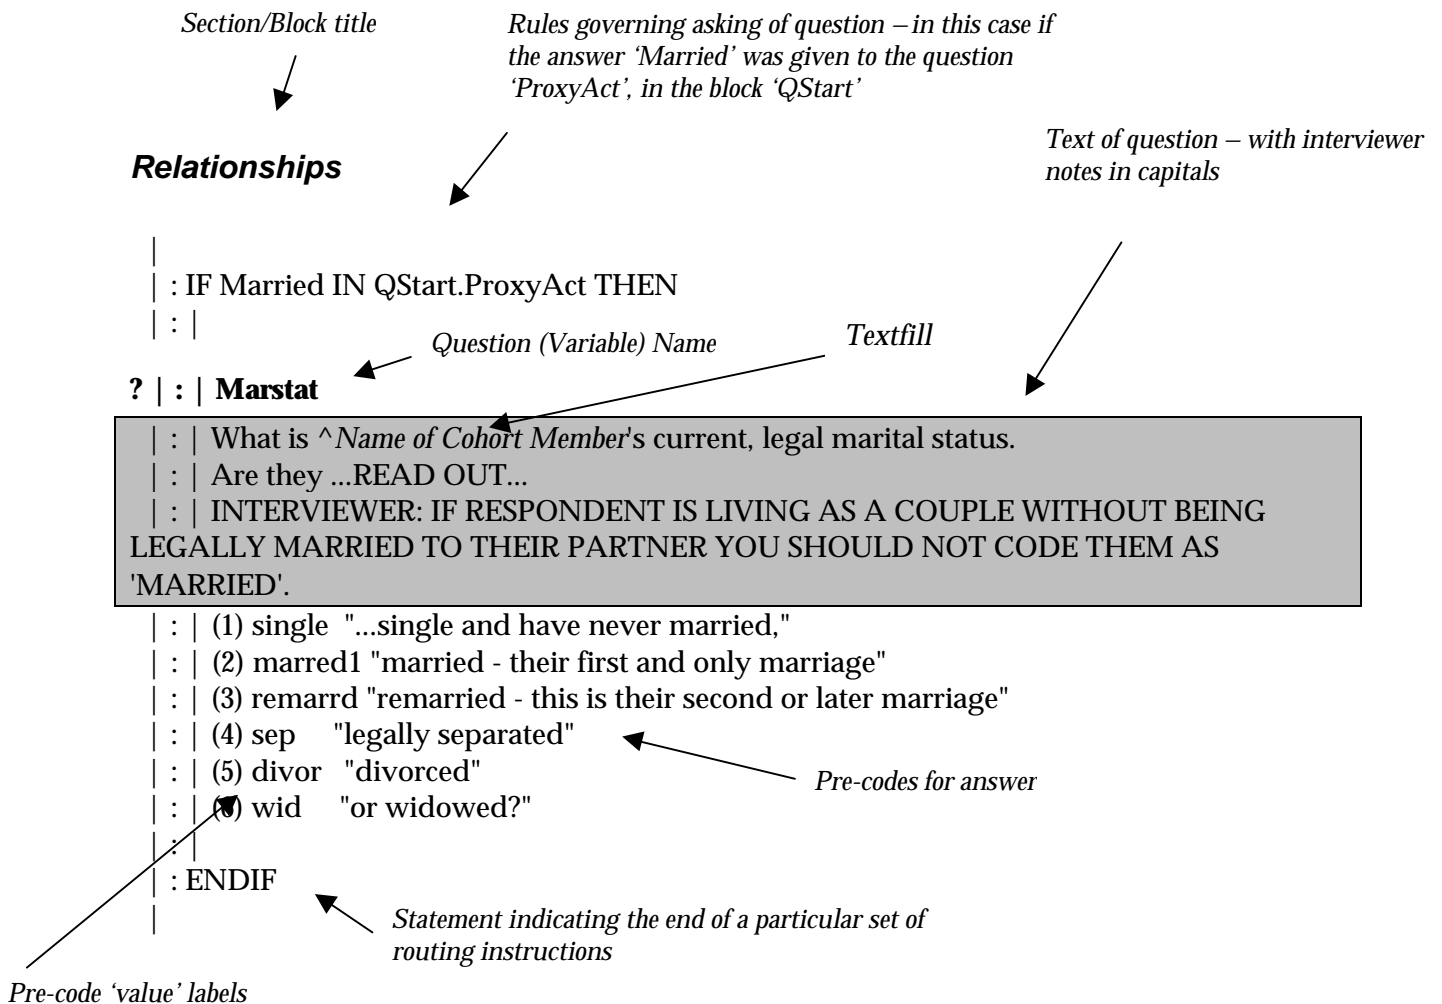 Section/Block title
Rules governing asking of question – in this case if
the answer ‘Married’ was given to the question
‘ProxyAct’, in the block ‘QStart’
Text of question – with interviewer
notes in capitals
Relationships
|
| : IF Married IN QStart.ProxyAct THEN
| : |
Question (Variable) Name
Textfill
? | : | Marstat
| : | What is ^Name of Cohort Member's current, legal marital status.
| : | Are they ...READ OUT...
| : | INTERVIEWER: IF RESPONDENT IS LIVING AS A COUPLE WITHOUT BEING
LEGALLY MARRIED TO THEIR PARTNER YOU SHOULD NOT CODE THEM AS
'MARRIED'.
| : | (1) single "...single and have never married,"
| : | (2) marred1 "married - their first and only marriage"
| : | (3) remarrd "remarried - this is their second or later marriage"
| : | (4) sep "legally separated"
| : | (5) divor "divorced"
Pre-codes for answer
| : | (6) wid "or widowed?"
| : |
| : ENDIF
|
Statement indicating the end of a particular set of
routing instructions
Pre-code ‘value’ labels